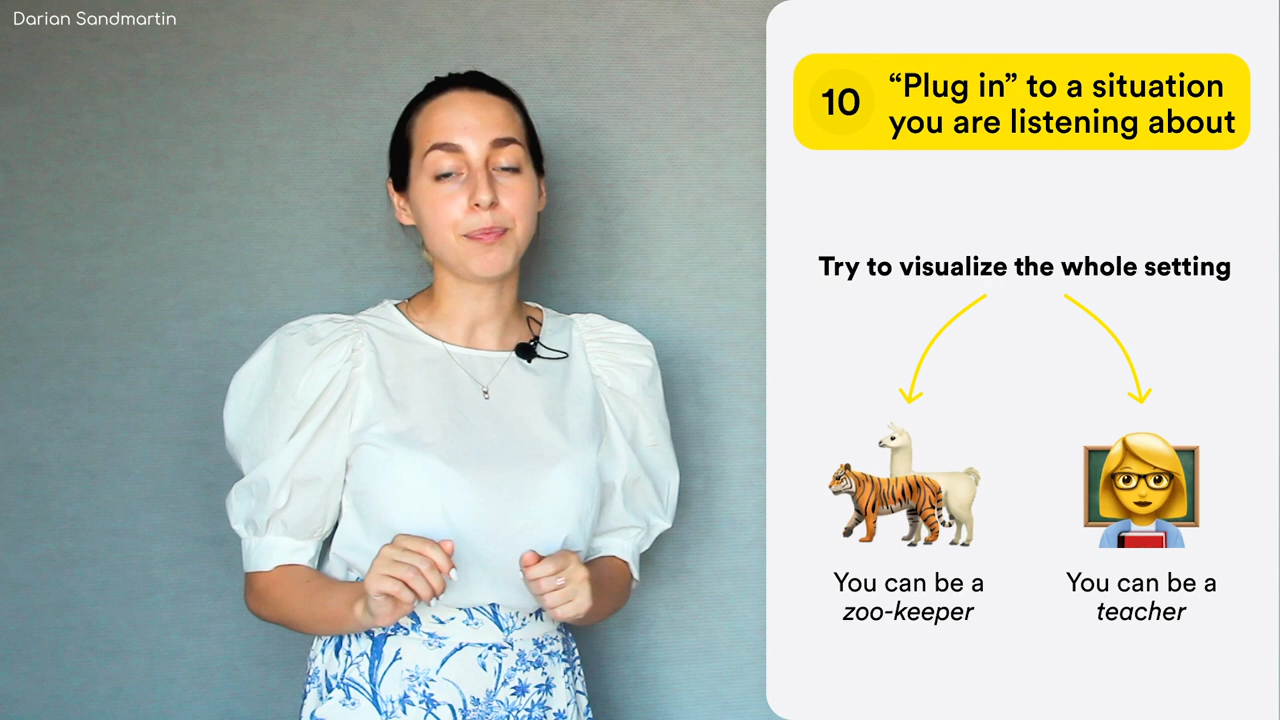 Darian Sandmartin
10
“Plug in” to a situation
you are listening about
Try to visualize the whole setting
You can be a
zoo-keeper
You can be a
teacher